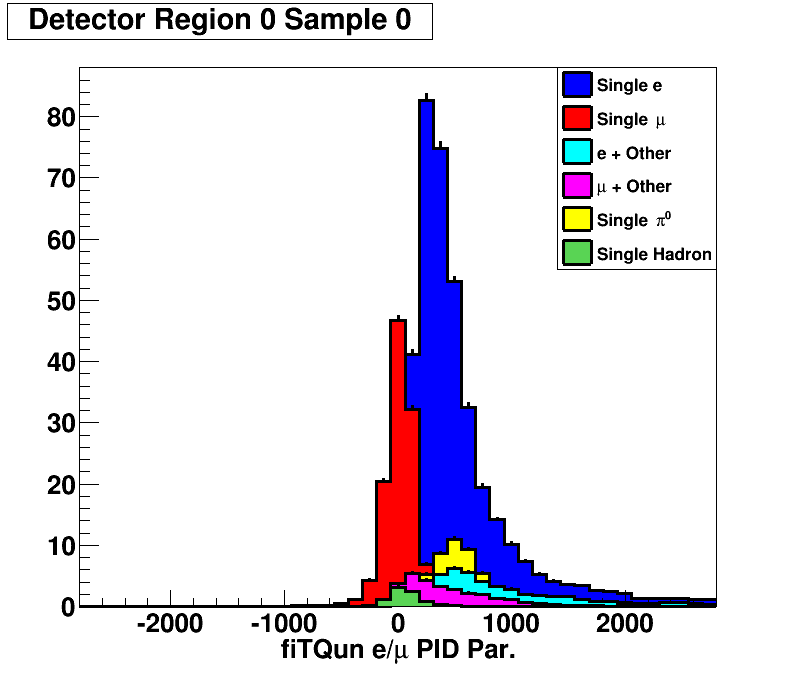 Detector Region 0 Sample 0
Single e
Single μ
e + Other
μ + Other
Single π⁰
Single Hadron
80
70
60
50
40
30
20
10
0
-2000 -1000 0 1000 2000
fiTQun e/μ PID Par.